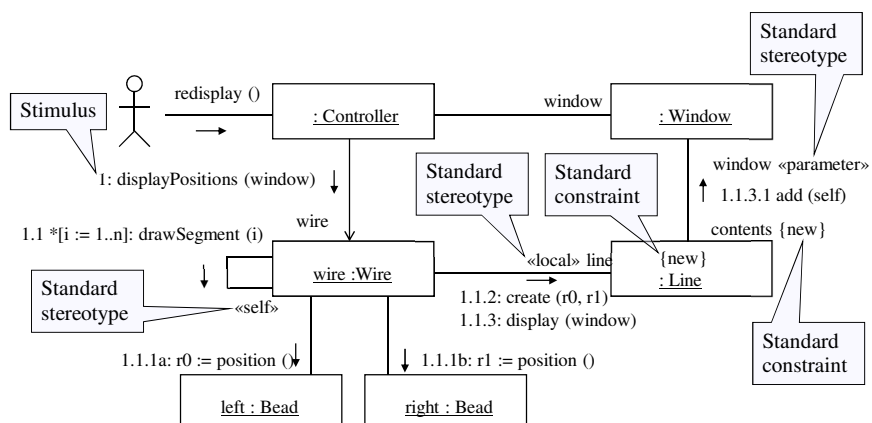 Standard
stereotype
redisplay ()
Stimulus
: Controller
window
: Window
Standard
stereotype
Standard
constraint
window «parameter»
1: displayPositions (window)
1.1.3.1 add (self)
wire
1.1 *[i := 1..n]: drawSegment (i)
contents {new}
wire :Wire
«local» line
{new}
: Line
Standard
stereotype
«self»
1.1.2: create (r0, r1)
1.1.3: display (window)
Standard
constraint
1.1.1a: r0 := position ()
1.1.1b: r1 := position ()
left : Bead
right : Bead